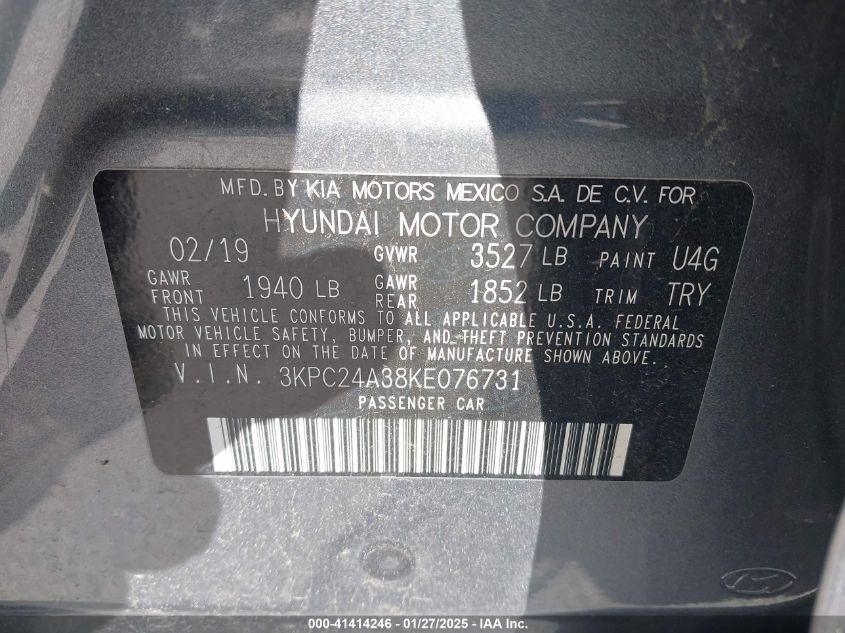 MFD. BY KIA MOTORS MEXICO S.A. DE C.V. FOR
HYUNDAI MOTOR COMPANY
02/19 GVWR 3527 LB PAINT U4G
GAWR FRONT 1940 LB GAWR REAR 1852 LB TRIM TRY
THIS VEHICLE CONFORMS TO ALL APPLICABLE U.S.A. FEDERAL
MOTOR VEHICLE SAFETY, BUMPER, AND THEFT PREVENTION STANDARDS
IN EFFECT ON THE DATE OF MANUFACTURE SHOWN ABOVE.
V.I.N. 3KPC24A38KE076731
PASSENGER CAR
000-41414246 | 01/27/2025 | © IAA Inc.